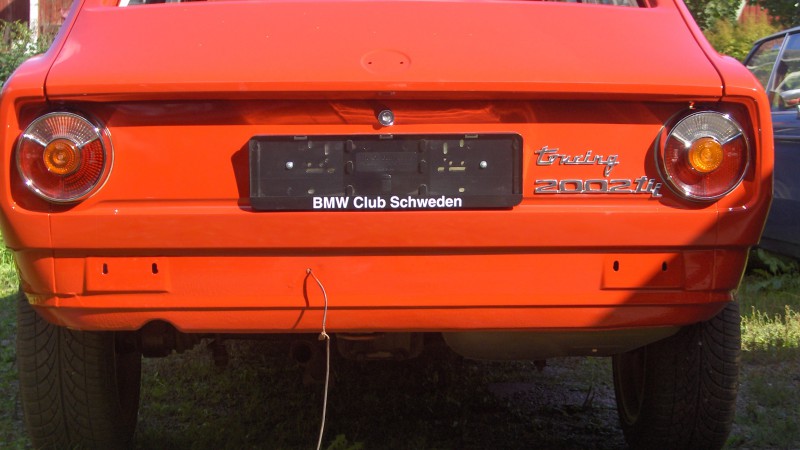 touring
2002tii
BMW Club Schweden